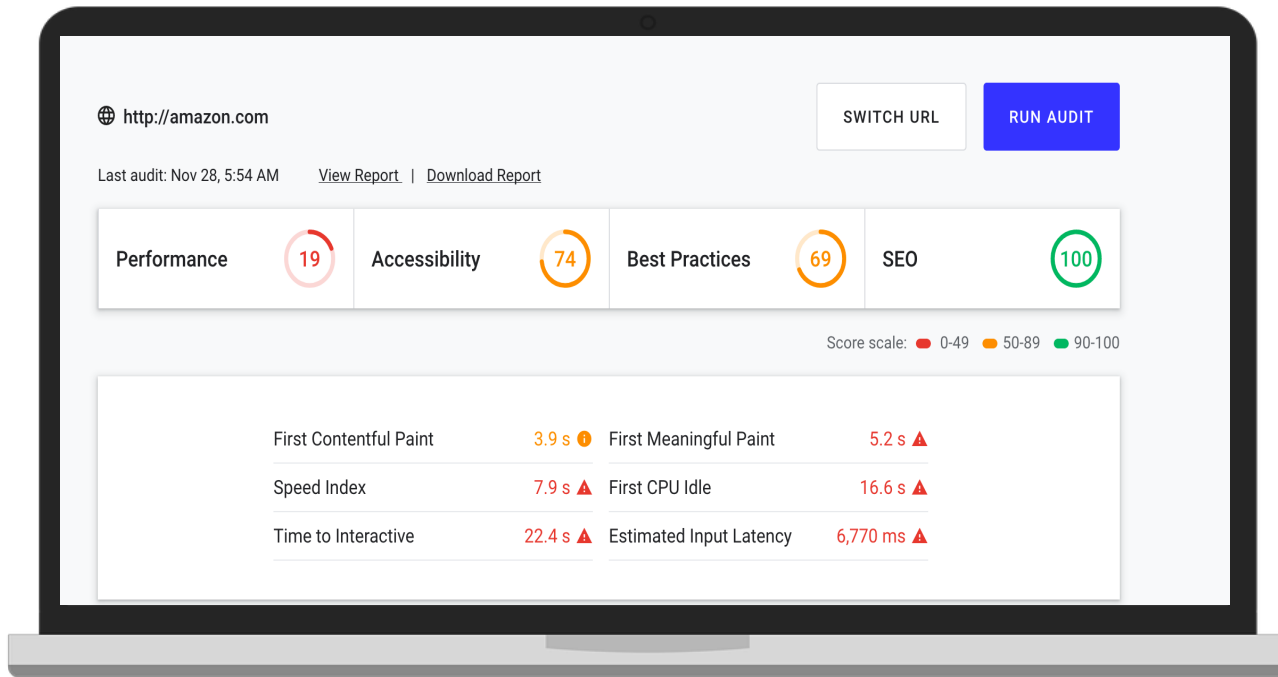 http://amazon.com
SWITCH URL
RUN AUDIT
Last audit: Nov 28, 5:54 AM View Report | Download Report
Performance 19
Accessibility 74
Best Practices 69
SEO 100
Score scale: 0-49 50-89 90-100
First Contentful Paint 3.9 s
First Meaningful Paint 5.2 s
Speed Index 7.9 s
First CPU Idle 16.6 s
Time to Interactive 22.4 s
Estimated Input Latency 6,770 ms